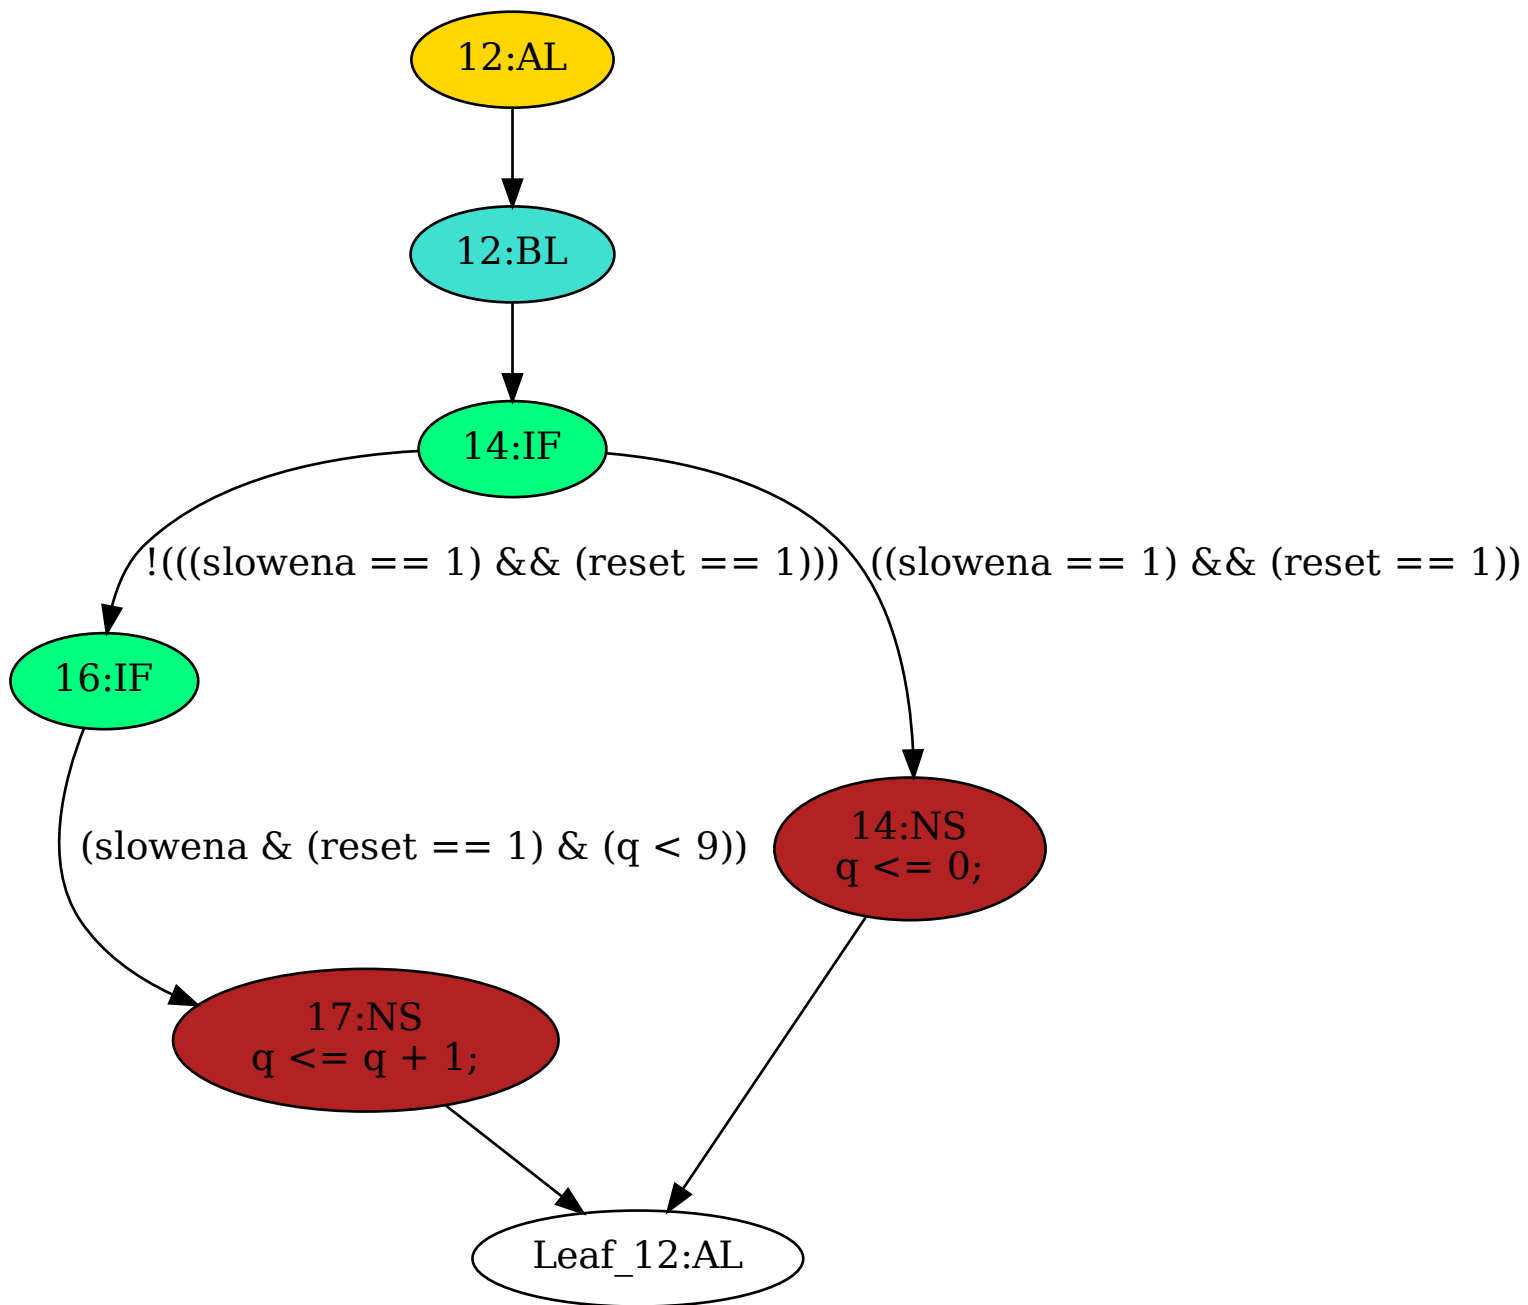 12:AL
12:BL
14:IF
!(((slowena == 1) && (reset == 1)))
((slowena == 1) && (reset == 1))
16:IF
(slowena & (reset == 1) & (q < 9))
14:NS
q <= 0;
17:NS
q <= q + 1;
Leaf_12:AL